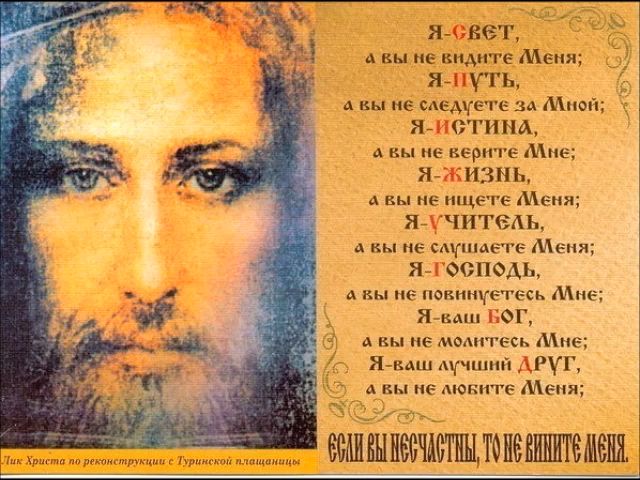 Я-СВЕТ,
а вы не видите Меня;
Я-ПУТЬ,
а вы не следуете за Мной;
Я-ИСТИНА,
а вы не верите Мне;
Я-ЖИЗНЬ,
а вы не ищете Меня;
Я-УЧИТЕЛЬ,
а вы не слушаете Меня;
Я-ГОСПОДЬ,
а вы не повинуетесь Мне;
Я-ваш БОГ,
а вы не молитесь Мне;
Я-ваш лучший ДРУГ,
а вы не любите Меня;
ЕСЛИ ВЫ НЕСЧАСТНЫ, ТО НЕ ВИНИТЕ МЕНЯ.
Лик Христа по реконструкции с Туринской плащаницы